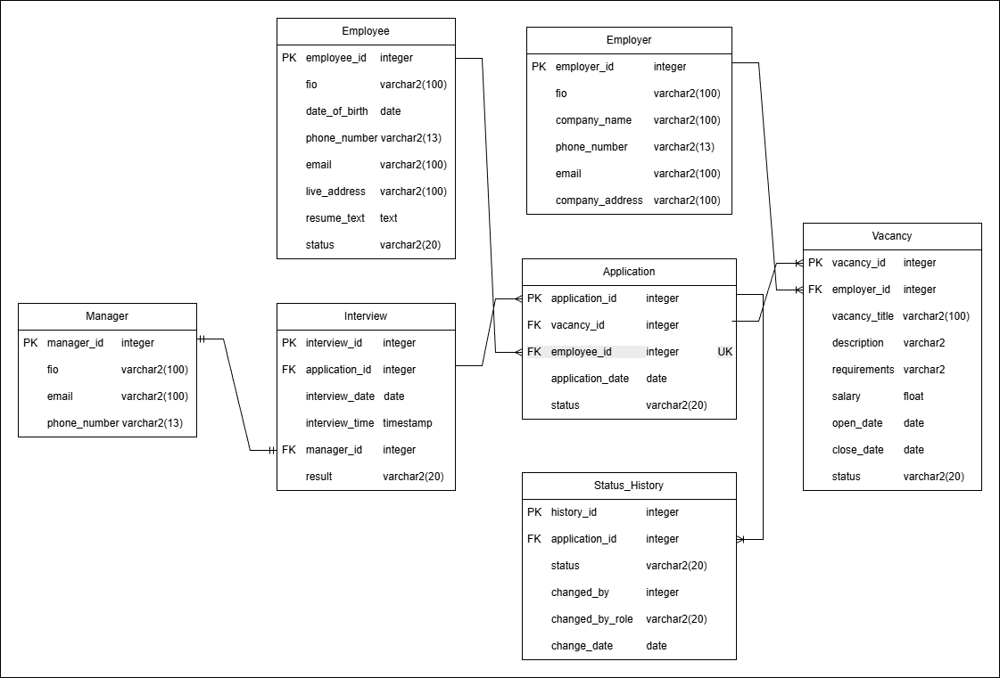 Employee
PK employee_id integer
fio varchar2(100)
date_of_birth date
phone_number varchar2(13)
email varchar2(100)
live_address varchar2(100)
resume_text text
status varchar2(20)
Employer
PK employer_id integer
fio varchar2(100)
company_name varchar2(100)
phone_number varchar2(13)
email varchar2(100)
company_address varchar2(100)
Vacancy
PK vacancy_id integer
FK employer_id integer
vacancy_title varchar2(100)
description varchar2
requirements varchar2
salary float
open_date date
close_date date
status varchar2(20)
Application
PK application_id integer
FK vacancy_id integer
FK employee_id integer UK
application_date date
status varchar2(20)
Manager
PK manager_id integer
fio varchar2(100)
email varchar2(100)
phone_number varchar2(13)
Interview
PK interview_id integer
FK application_id integer
interview_date date
interview_time timestamp
FK manager_id integer
result varchar2(20)
Status_History
PK history_id integer
FK application_id integer
status varchar2(20)
changed_by integer
changed_by_role varchar2(20)
change_date date